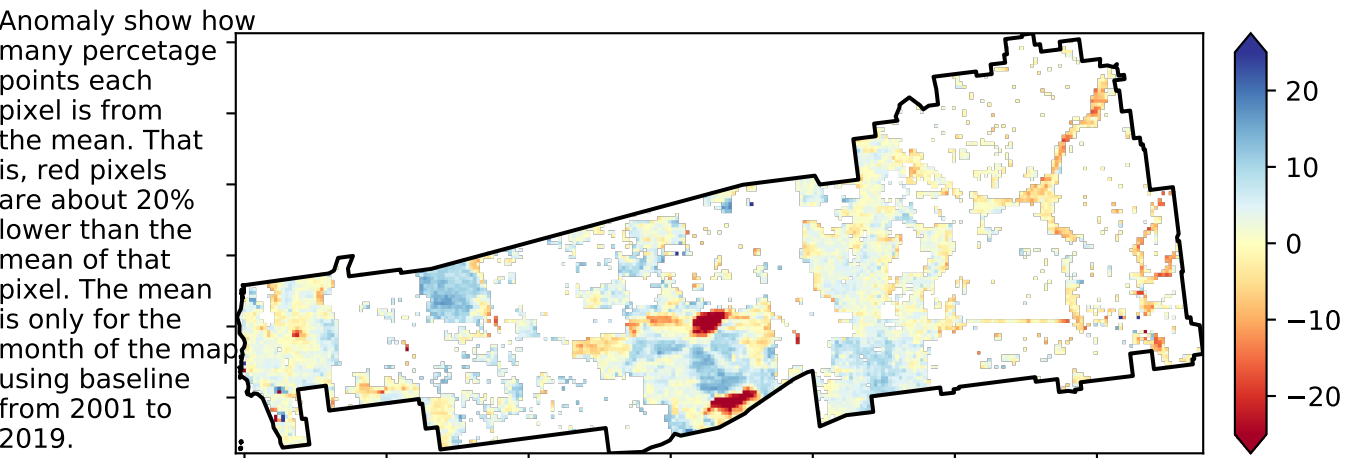 Anomaly show how
many percetage
points each
pixel is from
the mean. That
is, red pixels
are about 20%
lower than the
mean of that
pixel. The mean
is only for the
month of the map
using baseline
from 2001 to
2019.
20
10
0
−10
−20